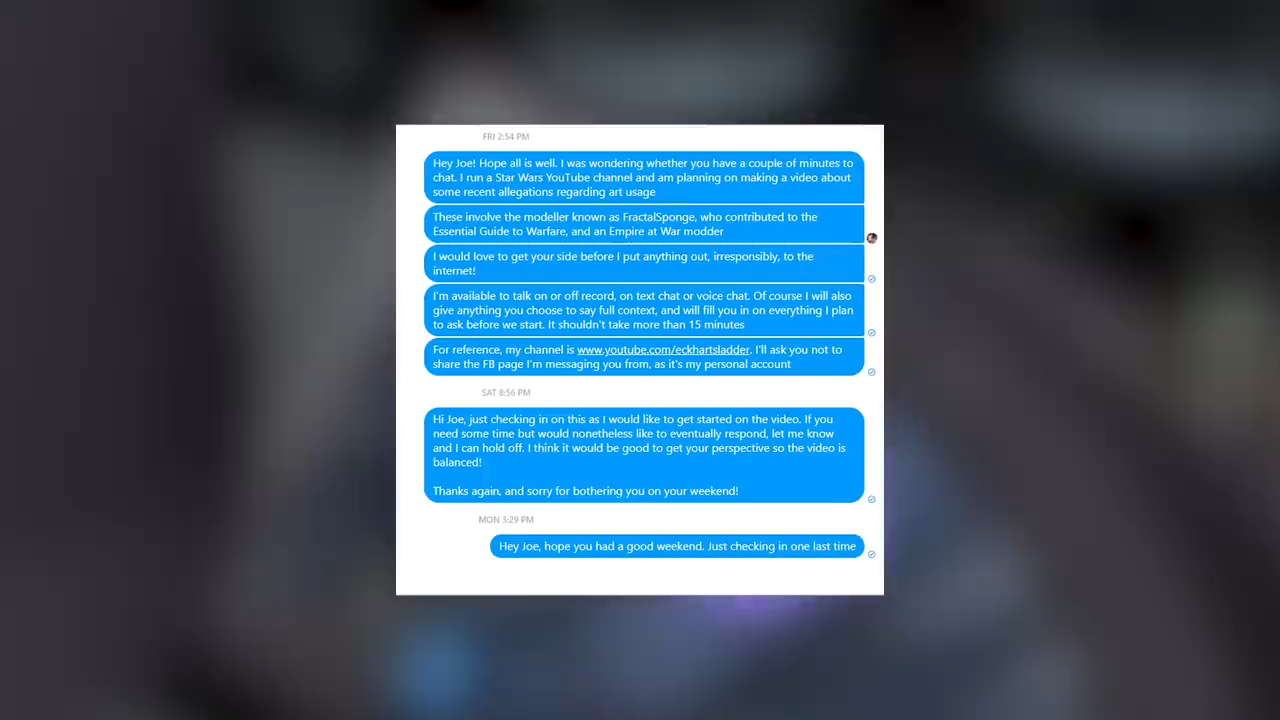 FRI 2:54 PM
Hey Joe! Hope all is well. I was wondering whether you have a couple of minutes to
chat. I run a Star Wars YouTube channel and am planning on making a video about
some recent allegations regarding art usage
These involve the modeller known as FractalSponge, who contributed to the
Essential Guide to Warfare, and an Empire at War modder
I would love to get your side before I put anything out, irresponsibly, to the
internet!
I'm available to talk on or off record, on text chat or voice chat. Of course I will also
give anything you choose to say full context, and will fill you in on everything I plan
to ask before we start. It shouldn't take more than 15 minutes
For reference, my channel is www.youtube.com/eckhartsladder. I'll ask you not to
share the FB page I'm messaging you from, as it's my personal account
SAT 8:56 PM
Hi Joe, just checking in on this as I would like to get started on the video. If you
need some time but would nonetheless like to eventually respond, let me know
and I can hold off. I think it would be good to get your perspective so the video is
balanced!
Thanks again, and sorry for bothering you on your weekend!
MON 3:29 PM
Hey Joe, hope you had a good weekend. Just checking in one last time